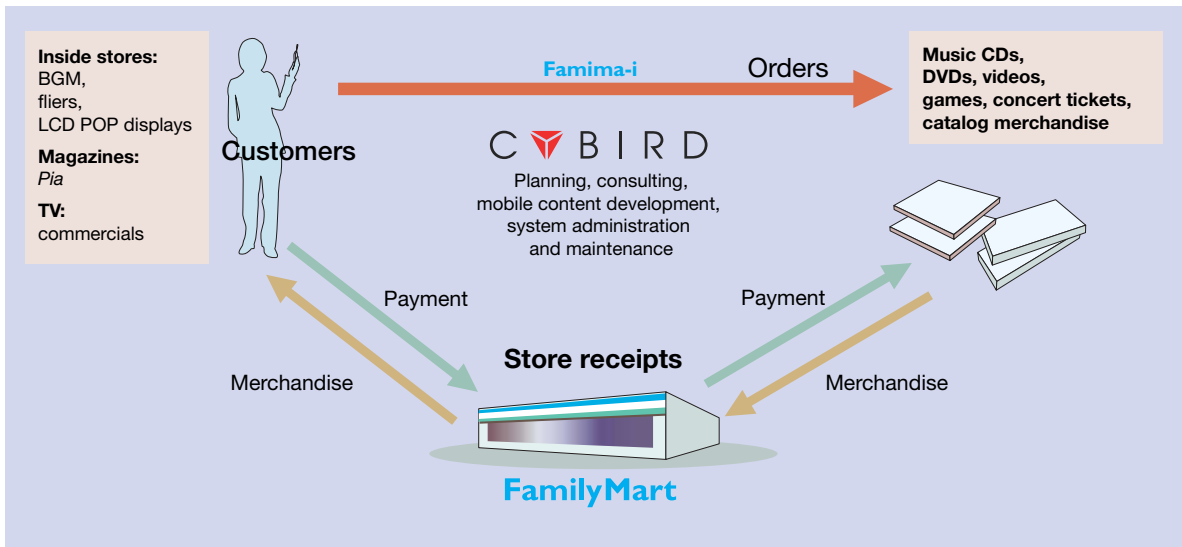 Inside stores:
BGM,
fliers,
LCD POP displays
Magazines:
Pia
TV:
commercials
Customers
Famima-i
Orders
Music CDs,
DVDs, videos,
games, concert tickets,
catalog merchandise
CYBIRD
Planning, consulting,
mobile content development,
system administration
and maintenance
Payment
Merchandise
Store receipts
Payment
Merchandise
FamilyMart